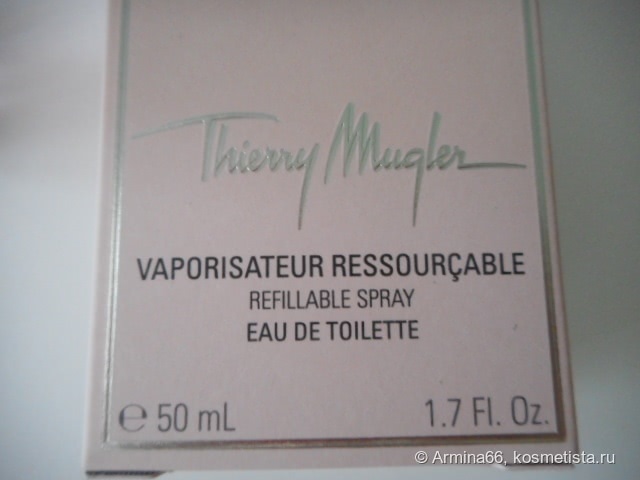 Thierry Mugler
VAPORISATEUR RESSOURÇABLE
REFILLABLE SPRAY
EAU DE TOILETTE
℮ 50 mL 1.7 Fl. Oz.
© Armina66, kosmetista.ru